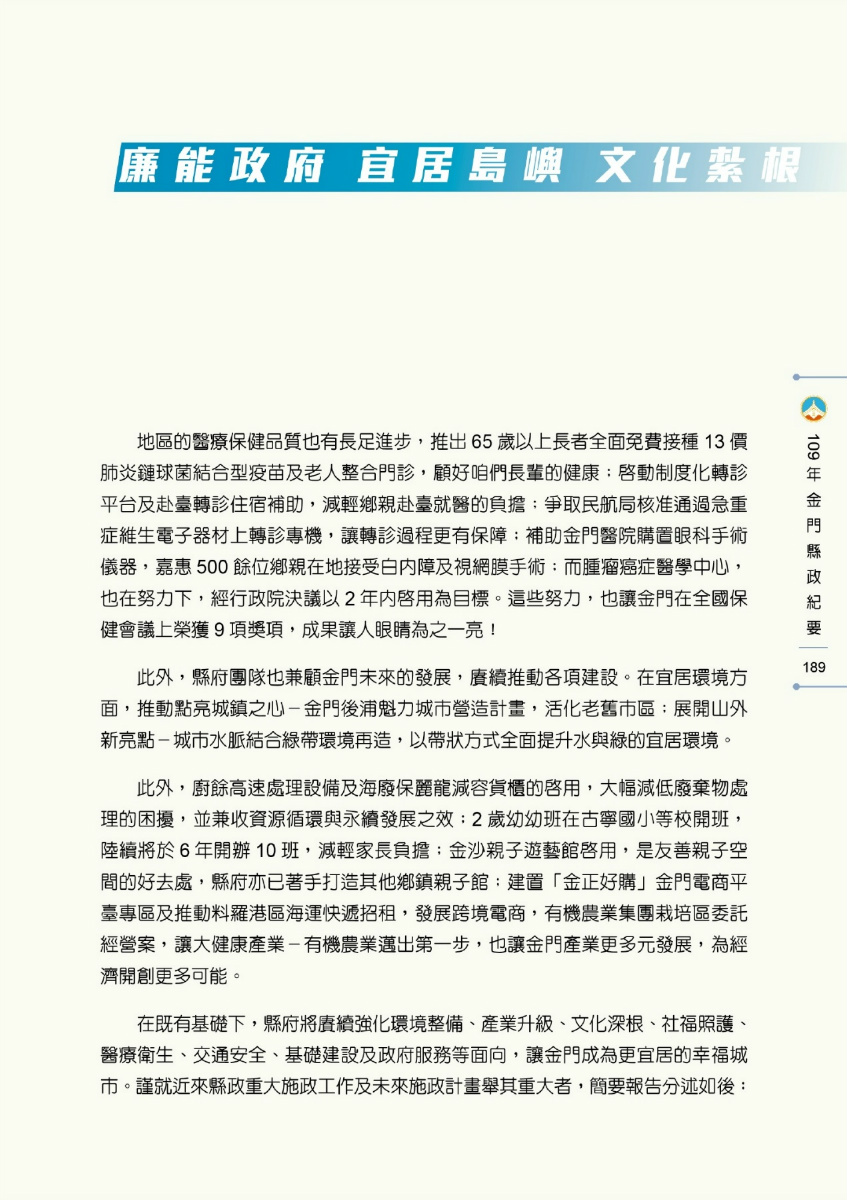 廉能政府 宜居島嶼 文化紮根
地區的醫療保健品質也有長足進步，推出 65 歲以上長者全面免費接種 13 價
肺炎鏈球菌結合型疫苗及老人整合門診，顧好咱們長輩的健康；啓動制度化轉診
平台及赴臺轉診住宿補助，減輕鄉親赴臺就醫的負擔；爭取民航局核准通過急重
症維生電子器材上轉診專機，讓轉診過程更有保障；補助金門醫院購置眼科手術
儀器，嘉惠 500 餘位鄉親在地接受白內障及視網膜手術；而腫瘤癌症醫學中心，
也在努力下，經行政院決議以 2 年內啓用為目標。這些努力，也讓金門在全國保
健會議上榮獲 9 項獎項，成果讓人眼睛為之一亮！
此外，縣府團隊也兼顧金門未來的發展，賡續推動各項建設。在宜居環境方
面，推動點亮城鎮之心－金門後浦魁力城市營造計畫，活化老舊市區；展開山外
新亮點－城市水脈結合綠帶環境再造，以帶狀方式全面提升水與綠的宜居環境。
此外，廚餘高速處理設備及海廢保麗龍減容貨櫃的啓用，大幅減低廢棄物處
理的困擾，並兼收資源循環與永續發展之效；2 歲幼幼班在古寧國小等校開班，
陸續將於 6 年開辦 10 班，減輕家長負擔；金沙親子遊藝館啓用，是友善親子空
間的好去處，縣府亦已著手打造其他鄉鎮親子館；建置「金正好購」金門電商平
臺專區及推動料羅港區海運快遞招租，發展跨境電商，有機農業集團栽培區委託
經營案，讓大健康產業－有機農業邁出第一步，也讓金門產業更多元發展，為經
濟開創更多可能。
在既有基礎下，縣府將賡續強化環境整備、產業升級、文化深根、社福照護、
醫療衛生、交通安全、基礎建設及政府服務等面向，讓金門成為更宜居的幸福城
市。謹就近來縣政重大施政工作及未來施政計畫舉其重大者，簡要報告分述如後：
109年金門縣政紀要
189